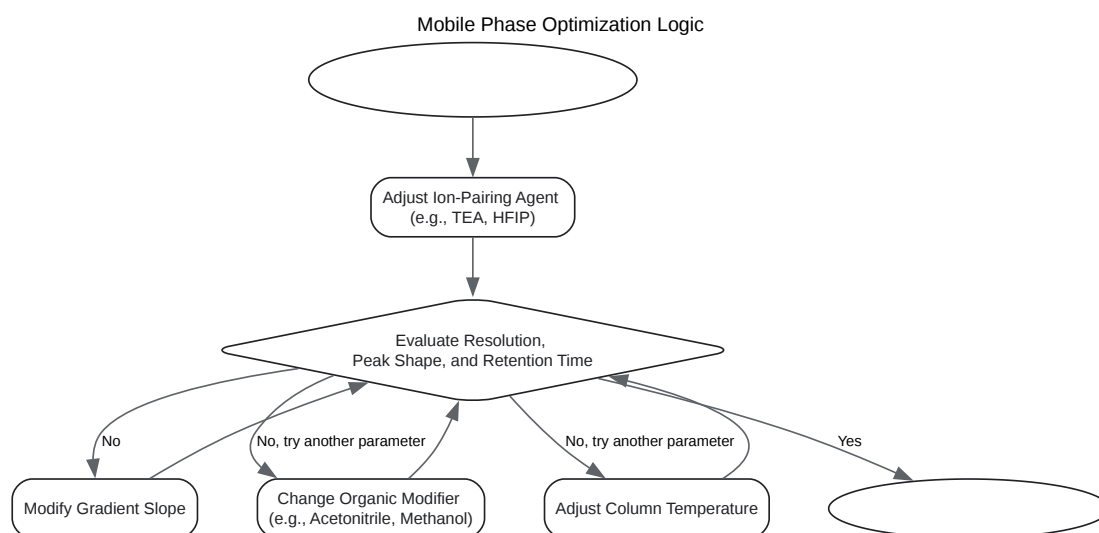 Mobile Phase Optimization Logic
Adjust Ion-Pairing Agent
(e.g., TEA, HFIP)
Evaluate Resolution,
Peak Shape, and Retention Time
No
No, try another parameter
No, try another parameter
Yes
Modify Gradient Slope
Change Organic Modifier
(e.g., Acetonitrile, Methanol)
Adjust Column Temperature